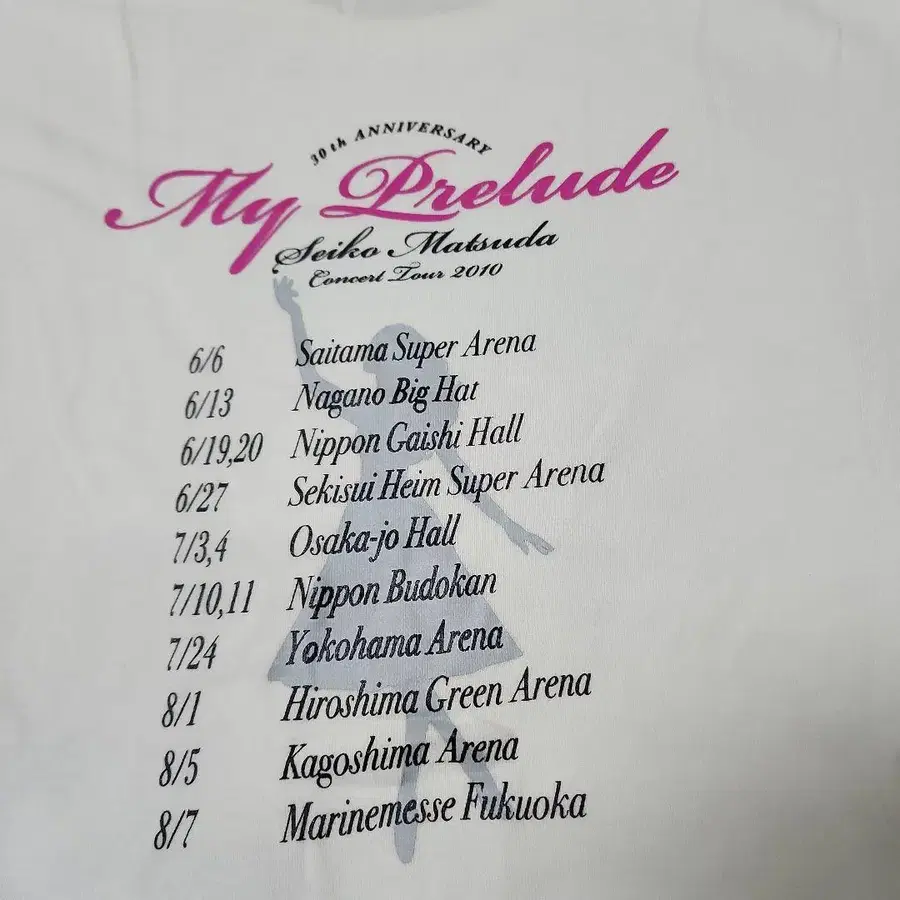 30th ANNIVERSARY
My Prelude
Seiko Matsuda
Concert Tour 2010
6/6 Saitama Super Arena
6/13 Nagano Big Hat
6/19,20 Nippon Gaishi Hall
6/27 Sekisui Heim Super Arena
7/3,4 Osaka-jo Hall
7/10,11 Nippon Budokan
7/24 Yokohama Arena
8/1 Hiroshima Green Arena
8/5 Kagoshima Arena
8/7 Marinemesse Fukuoka